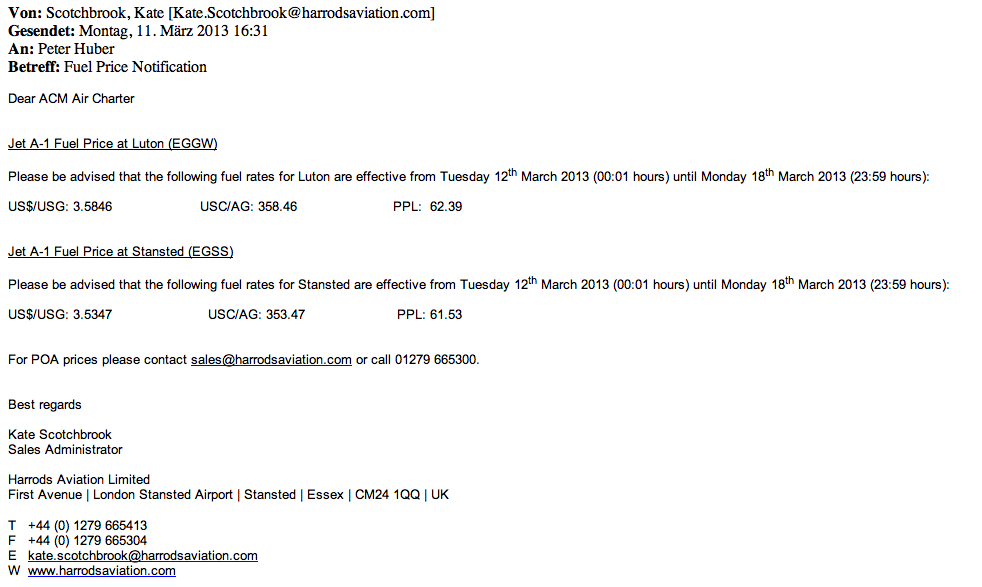 Von: Scotchbrook, Kate [Kate.Scotchbrook@harrodsaviation.com]
Gesendet: Montag, 11. März 2013 16:31
An: Peter Huber
Betreff: Fuel Price Notification
Dear ACM Air Charter
Jet A-1 Fuel Price at Luton (EGGW)
Please be advised that the following fuel rates for Luton are effective from Tuesday 12th March 2013 (00:01 hours) until Monday 18th March 2013 (23:59 hours):
US$/USG: 3.5846 USC/AG: 358.46 PPL: 62.39
Jet A-1 Fuel Price at Stansted (EGSS)
Please be advised that the following fuel rates for Stansted are effective from Tuesday 12th March 2013 (00:01 hours) until Monday 18th March 2013 (23:59 hours):
US$/USG: 3.5347 USC/AG: 353.47 PPL: 61.53
For POA prices please contact sales@harrodsaviation.com or call 01279 665300.
Best regards
Kate Scotchbrook
Sales Administrator
Harrods Aviation Limited
First Avenue | London Stansted Airport | Stansted | Essex | CM24 1QQ | UK
T +44 (0) 1279 665413
F +44 (0) 1279 665304
E kate.scotchbrook@harrodsaviation.com
W www.harrodsaviation.com